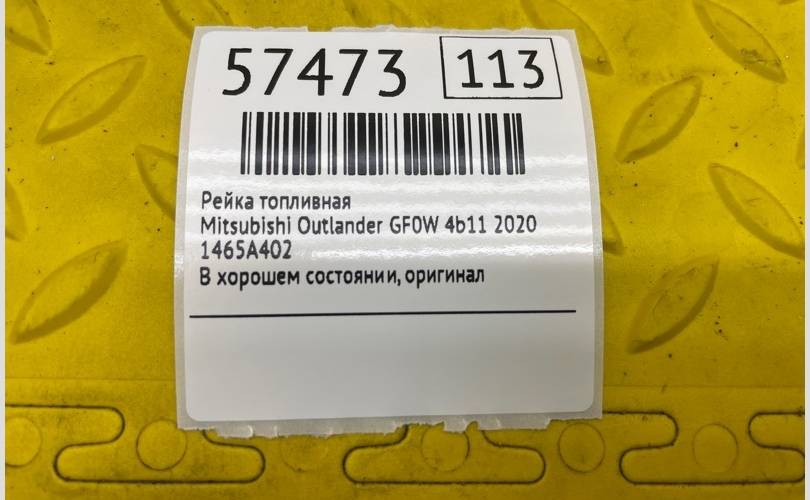 57473 113
Рейка топливная
Mitsubishi Outlander GF0W 4b11 2020
1465A402
В хорошем состоянии, оригинал